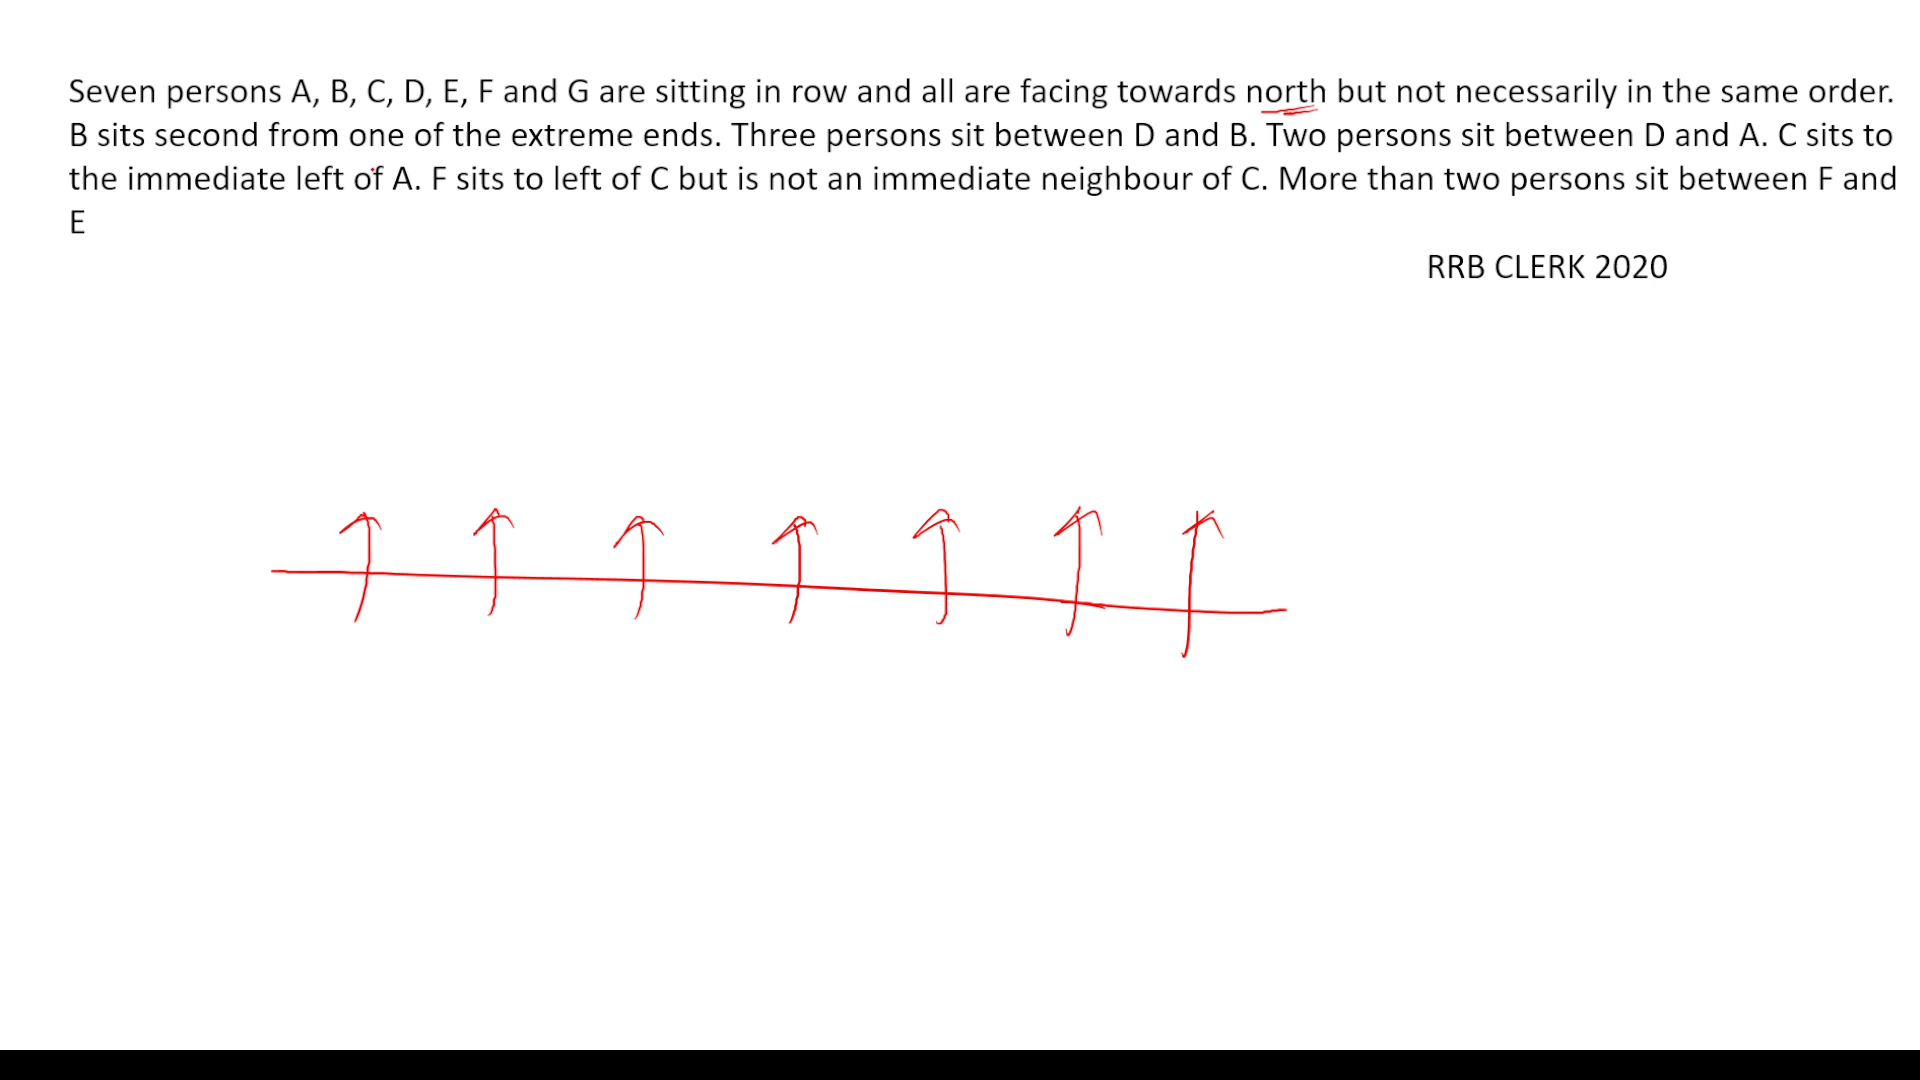 Seven persons A, B, C, D, E, F and G are sitting in row and all are facing towards north but not necessarily in the same order.
B sits second from one of the extreme ends. Three persons sit between D and B. Two persons sit between D and A. C sits to
the immediate left of A. F sits to left of C but is not an immediate neighbour of C. More than two persons sit between F and
E
RRB CLERK 2020